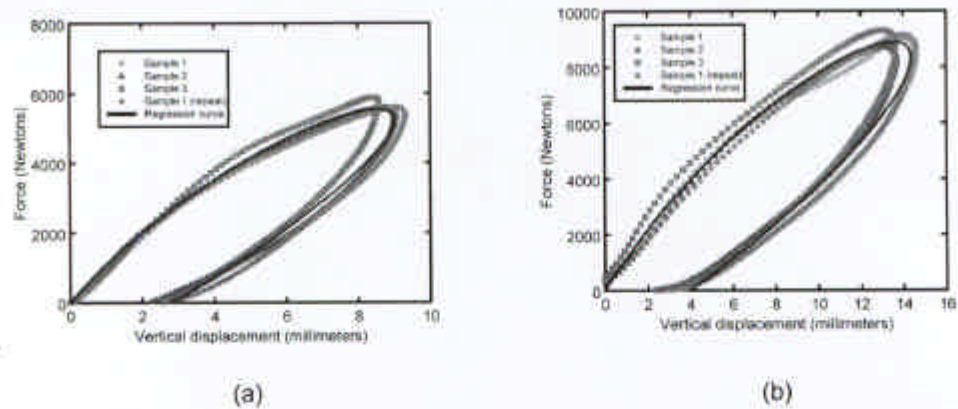 8000
6000
4000
2000
0
0 2 4 6 8 10
Force (Newtons)
Vertical displacement (millimeters)
Sample 1
Sample 2
Sample 3
Sample 1 (repeat)
Regression curve
(a)
10000
8000
6000
4000
2000
0
0 2 4 6 8 10 12 14 16
Force (Newtons)
Vertical displacement (millimeters)
Sample 1
Sample 2
Sample 3
Sample 1 (repeat)
Regression curve
(b)